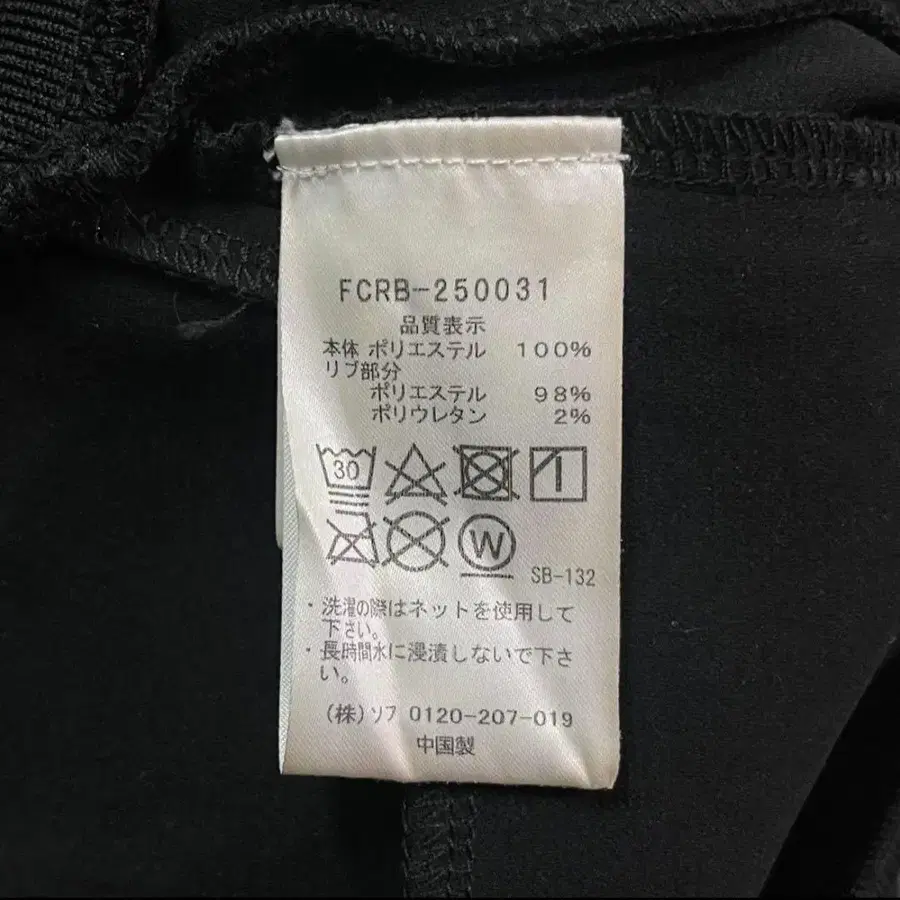 FCRB-250031
品質表示
本体 ポリエステル 100%
リブ部分
ポリエステル 98%
ポリウレタン 2%
30
W
SB-132
・洗濯の際はネットを使用して
下さい。
・長時間水に浸漬しないで下さ
い。
(株)ソフ 0120-207-019
中国製